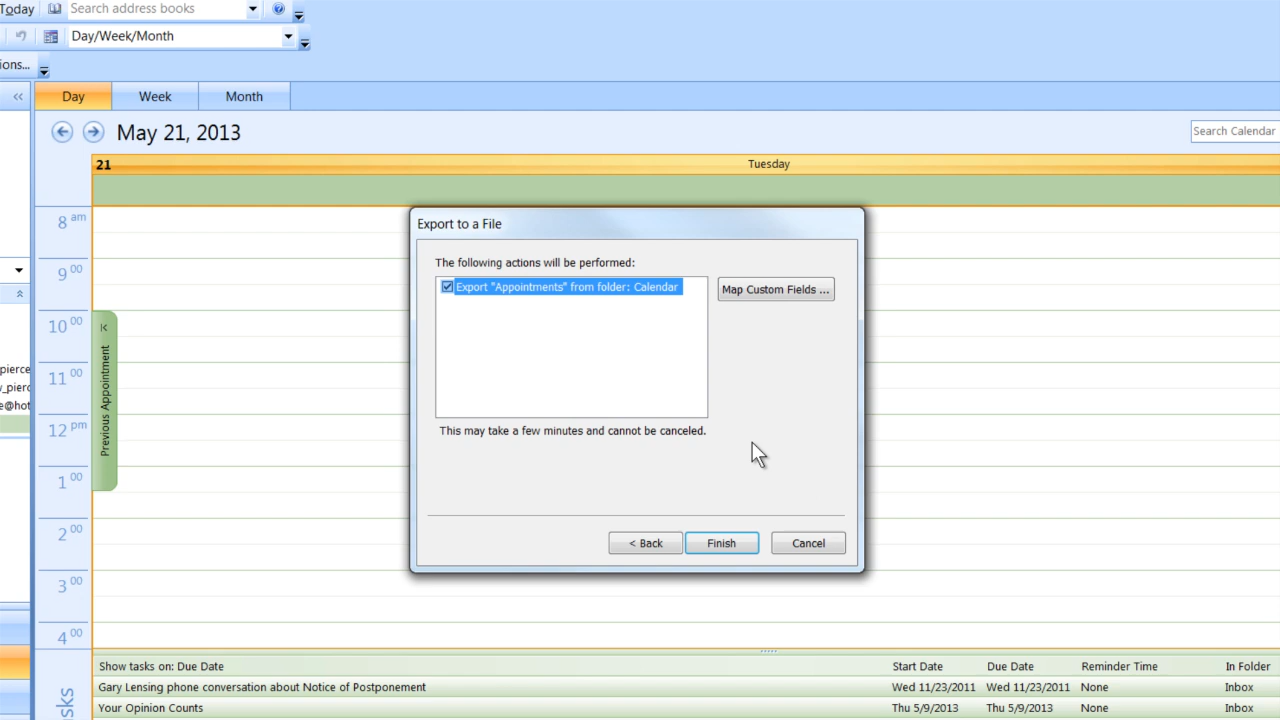 Today Search address books
Day/Week/Month
ions...
Day Week Month
May 21, 2013
Search Calendar
21 Tuesday
8 am
9 00
10 00
11 00
12 pm
1 00
2 00
3 00
4 00
Previous Appointment
pierce
y_pierc
e@hot
Export to a File
The following actions will be performed:
Export "Appointments" from folder: Calendar
Map Custom Fields ...
This may take a few minutes and cannot be canceled.
< Back Finish Cancel
Show tasks on: Due Date Start Date Due Date Reminder Time In Folder
Gary Lensing phone conversation about Notice of Postponement Wed 11/23/2011 Wed 11/23/2011 None Inbox
Your Opinion Counts Thu 5/9/2013 Thu 5/9/2013 None Inbox
sks